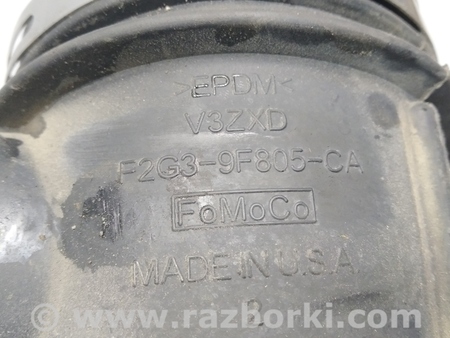 >EPDM<
V3ZXD
F2G3-9F805-CA
FoMoCo
MADE IN U.S.A
www.razborki.com